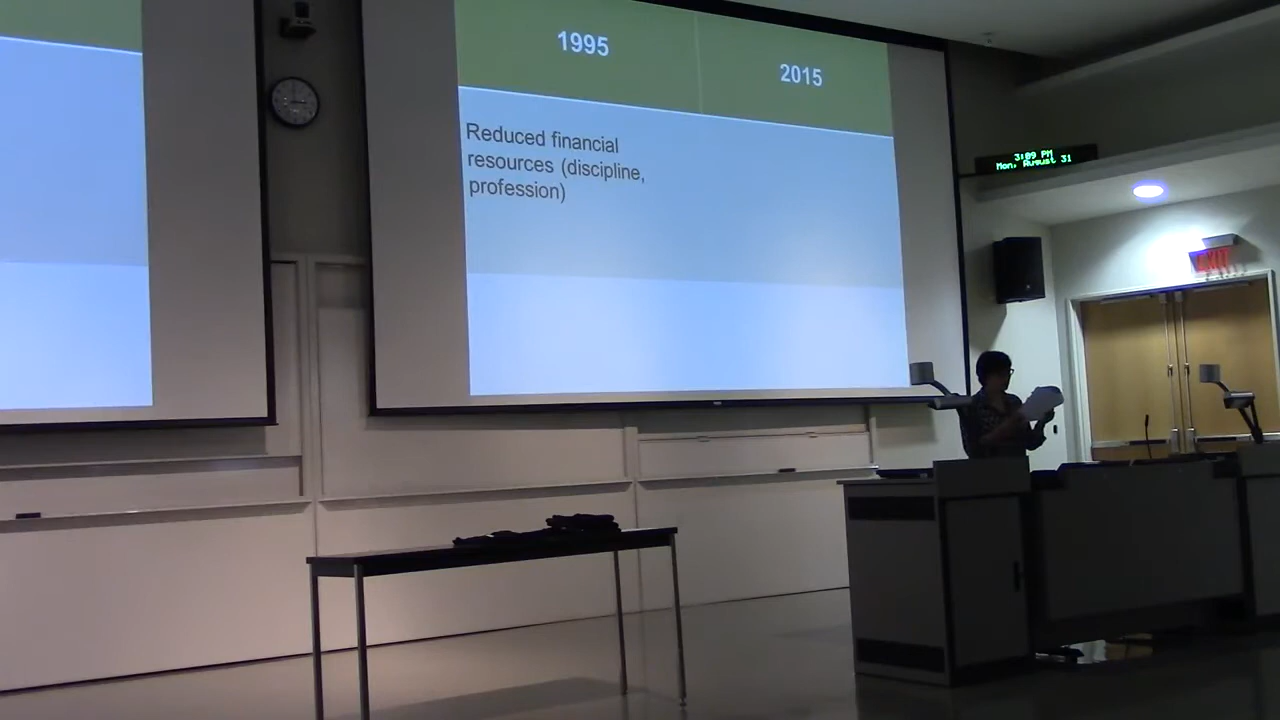 1995
2015
Reduced financial
resources (discipline,
profession)
3:09 PM
Mon, August 31
EXIT